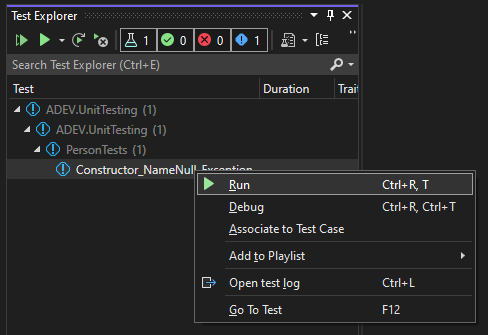 Test Explorer
1 0 0 1
Search Test Explorer (Ctrl+E)
Test Duration Trai
ADEV.UnitTesting (1)
ADEV.UnitTesting (1)
PersonTests (1)
Constructor_NameNull_Exception
Run Ctrl+R, T
Debug Ctrl+R, Ctrl+T
Associate to Test Case
Add to Playlist
Open test log Ctrl+L
Go To Test F12